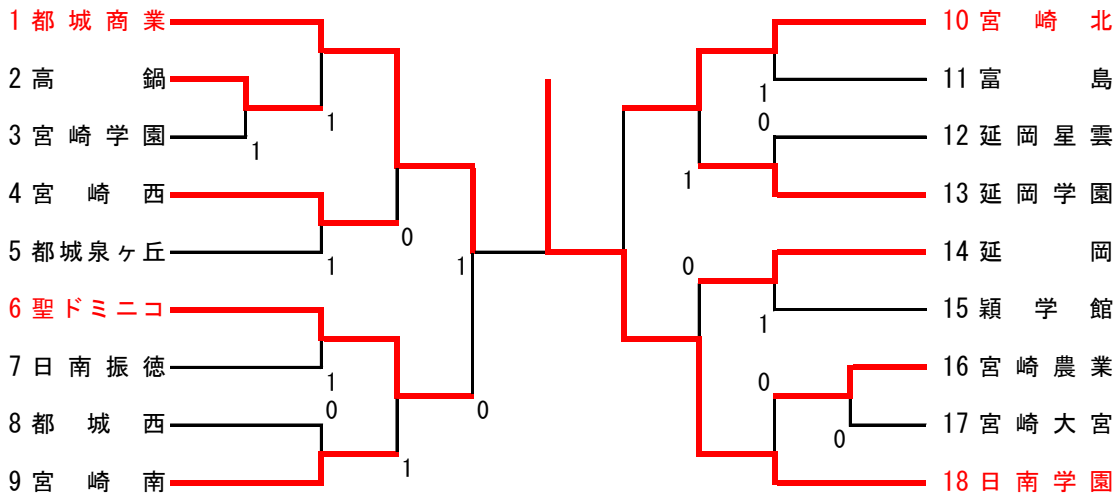 1 都城商業
2 高鍋
3 宮崎学園
4 宮崎西
5 都城泉ヶ丘
6 聖ドミニコ
7 日南振徳
8 都城西
9 宮崎南
1
1
0
1
1
1
0
0
1
10 宮崎北
11 富島
12 延岡星雲
13 延岡学園
14 延岡
15 穎学館
16 宮崎農業
17 宮崎大宮
18 日南学園
1
0
1
0
1
0
0